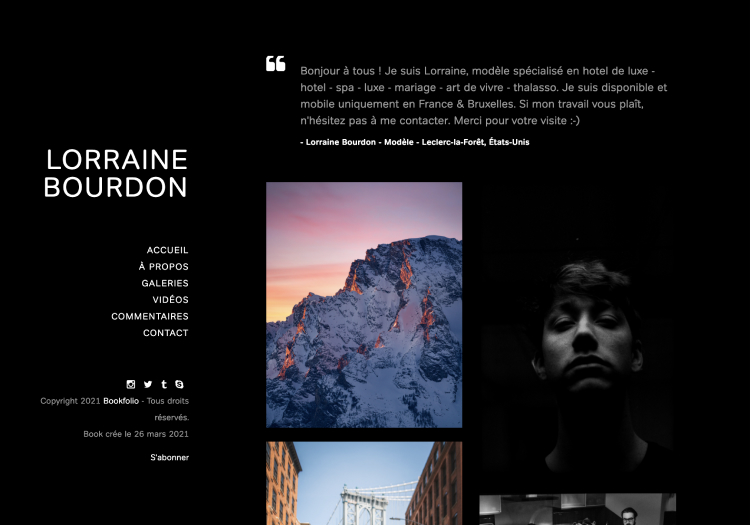 LORRAINE
BOURDON
ACCUEIL
À PROPOS
GALERIES
VIDÉOS
COMMENTAIRES
CONTACT
Copyright 2021 Bookfolio - Tous droits
réservés.
Book crée le 26 mars 2021
S'abonner
Bonjour à tous ! Je suis Lorraine, modèle spécialisé en hotel de luxe -
hotel - spa - luxe - mariage - art de vivre - thalasso. Je suis disponible et
mobile uniquement en France & Bruxelles. Si mon travail vous plaît,
n'hésitez pas à me contacter. Merci pour votre visite :-)
- Lorraine Bourdon - Modèle - Leclerc-la-Forêt, États-Unis